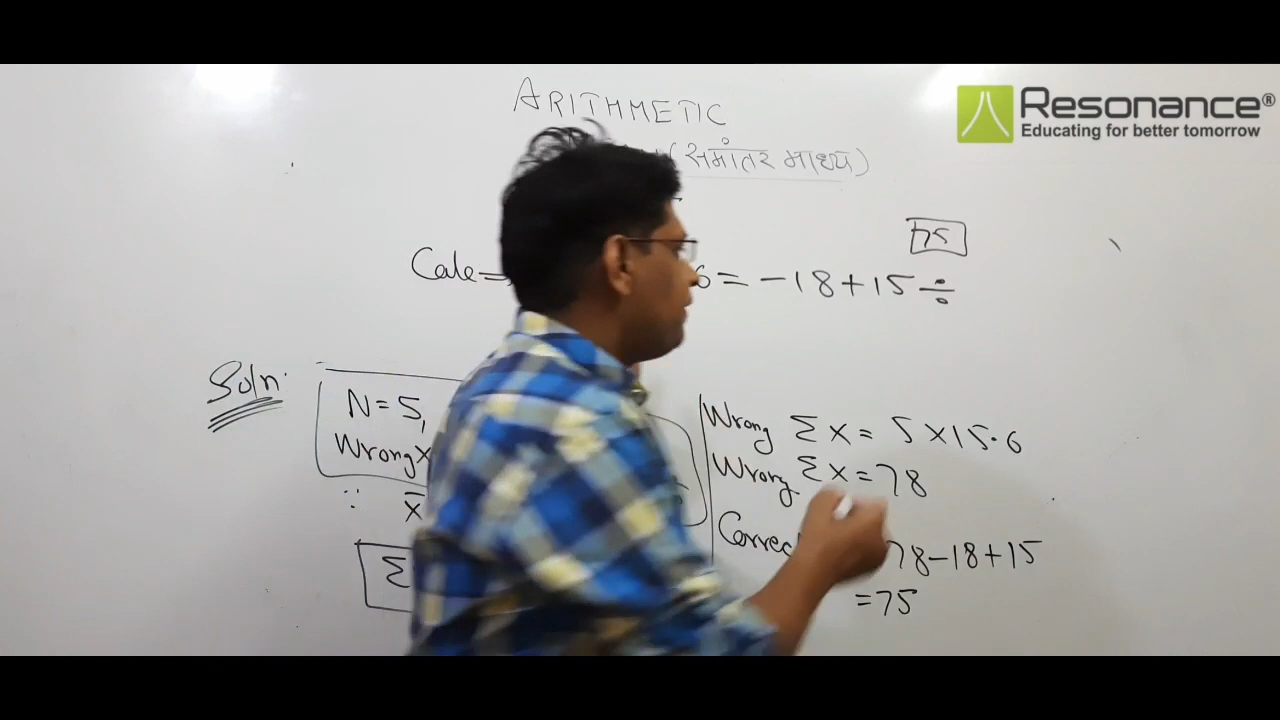 ARITHMETIC
(समांतर माध्य)
Resonance®
Educating for better tomorrow
75
Calc = 6 = -18+15 ÷
Soln.
N=5,
Wrong x
∵ x̄
Σ
Wrong Σx = 5×15.6
Wrong Σx = 78
Correc 78-18+15
=75